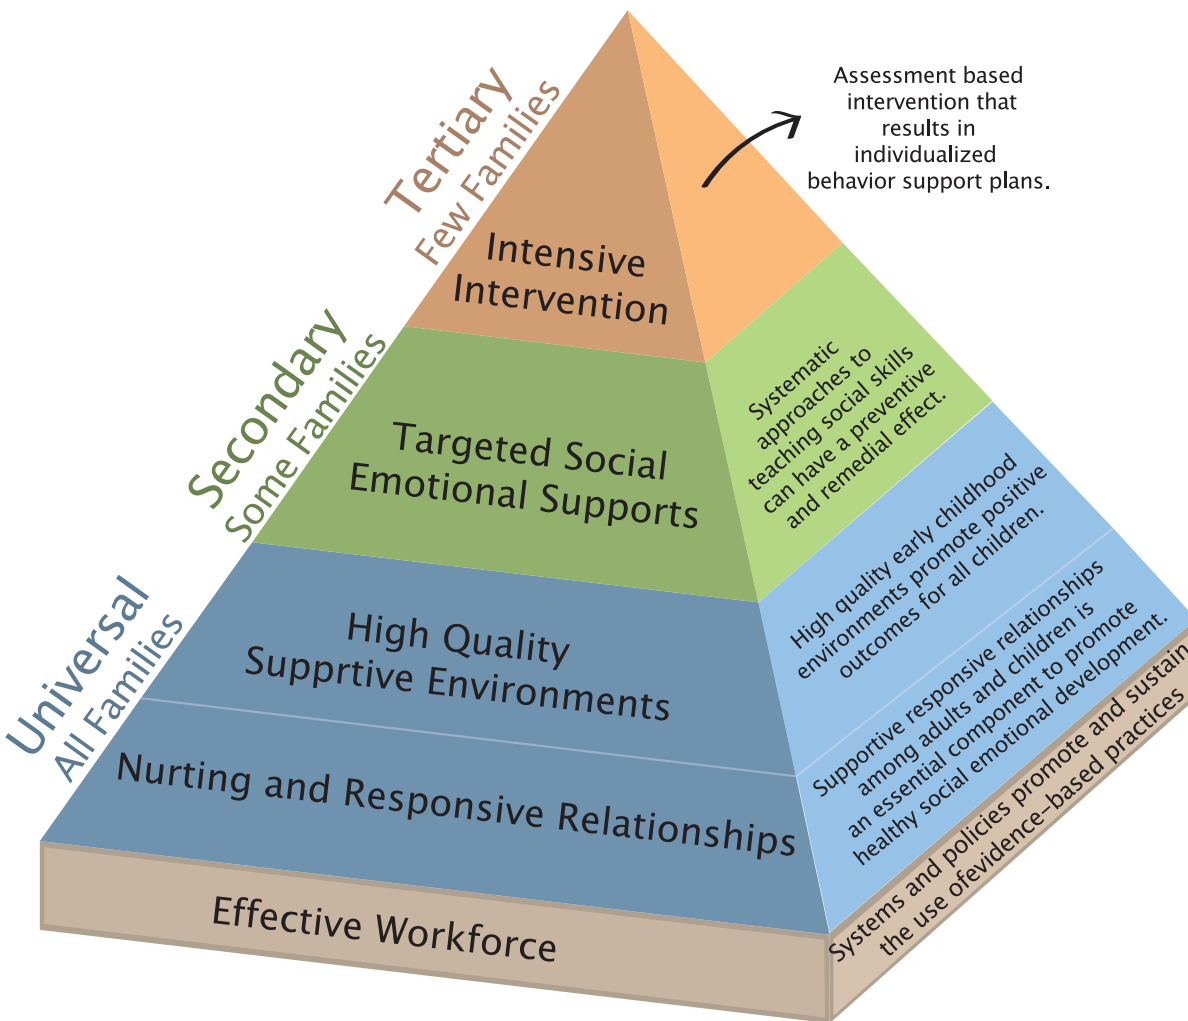 Assessment based
intervention that
results in
individualized
behavior support plans.
Tertiary
Few Families
Intensive
Intervention
Secondary
Some Families
Targeted Social
Emotional Supports
Systematic
approaches to
teaching social skills
can have a preventive
and remedial effect.
Universal
All Families
High Quality
Supprtive Environments
High quality early childhood
environments promote positive
outcomes for all children.
Nurting and Responsive Relationships
Supportive responsive relationships
among adults and children is
an essential component to promote
healthy social emotional development.
Effective Workforce
Systems and policies promote and sustain
the use ofevidence-based practices